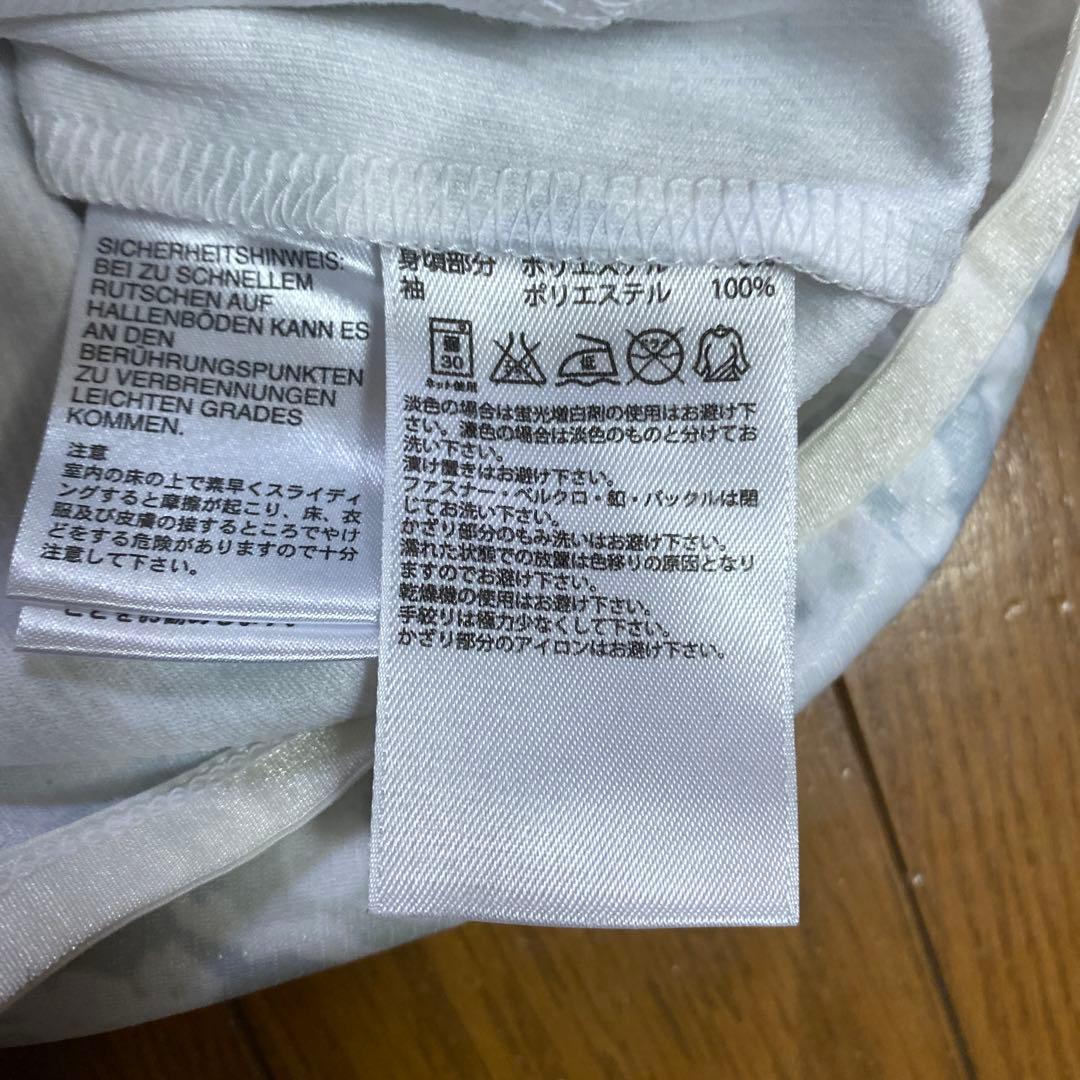 SICHERHEITSHINWEIS:
BEI ZU SCHNELLEM
RUTSCHEN AUF
HALLENBÖDEN KANN ES
AN DEN
BERÜHRUNGSPUNKTEN
ZU VERBRENNUNGEN
LEICHTEN GRADES
KOMMEN.
注意
室内の床の上で素早くスライディ
ングすると摩擦が起こり、床、衣
服及び皮膚の接するところでやけ
どをする危険がありますので十分
注意して下さい。
身頃部分 ポリエステル
袖 ポリエステル 100%
30
ネット使用
低
淡色の場合は蛍光増白剤の使用はお避け下
さい。濃色の場合は淡色のものと分けてお
洗い下さい。
漬け置きはお避け下さい。
ファスナー・ベルクロ・釦・バックルは閉
じてお洗い下さい。
かざり部分のもみ洗いはお避け下さい。
濡れた状態での放置は色移りの原因となり
ますのでお避け下さい。
乾燥機の使用はお避け下さい。
手絞りは極力少なくして下さい。
かざり部分のアイロンはお避け下さい。